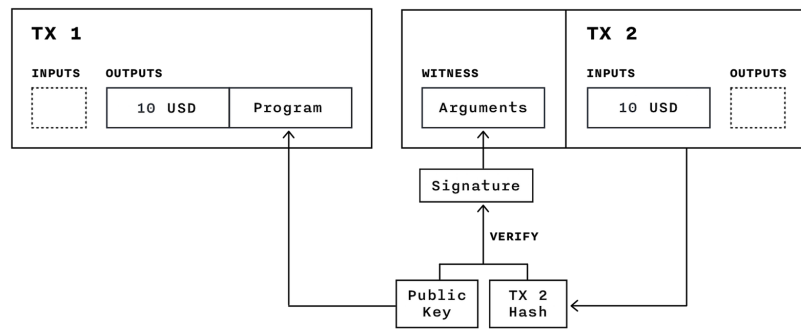 TX 1
INPUTS
OUTPUTS
10 USD
Program
WITNESS
Arguments
TX 2
INPUTS
10 USD
OUTPUTS
Signature
VERIFY
Public
Key
TX 2
Hash